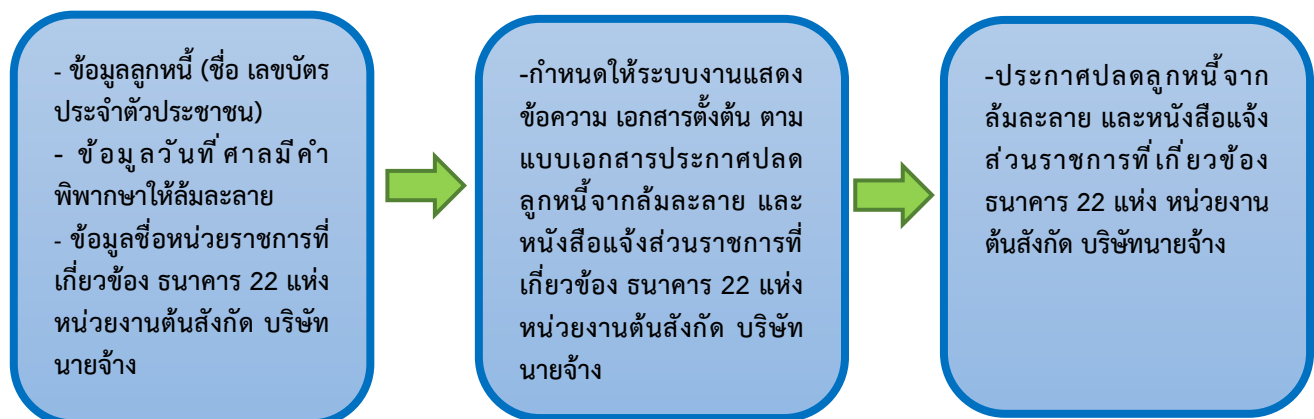 - ข้อมูลลูกหนี้ (ชื่อ เลขบัตร
ประจำตัวประชาชน)
- ข้อมูลวันที่ศาลมีคำ
พิพากษาให้ล้มละลาย
- ข้อมูลชื่อหน่วยราชการที่
เกี่ยวข้อง ธนาคาร 22 แห่ง
หน่วยงานต้นสังกัด บริษัท
นายจ้าง
-กำหนดให้ระบบงานแสดง
ข้อความ เอกสารตั้งต้น ตาม
แบบเอกสารประกาศปลด
ลูกหนี้จากล้มละลาย และ
หนังสือแจ้งส่วนราชการที่
เกี่ยวข้อง ธนาคาร 22 แห่ง
หน่วยงานต้นสังกัด บริษัท
นายจ้าง
-ประกาศปลดลูกหนี้จาก
ล้มละลาย และหนังสือแจ้ง
ส่วนราชการที่เกี่ยวข้อง
ธนาคาร 22 แห่ง หน่วยงาน
ต้นสังกัด บริษัทนายจ้าง